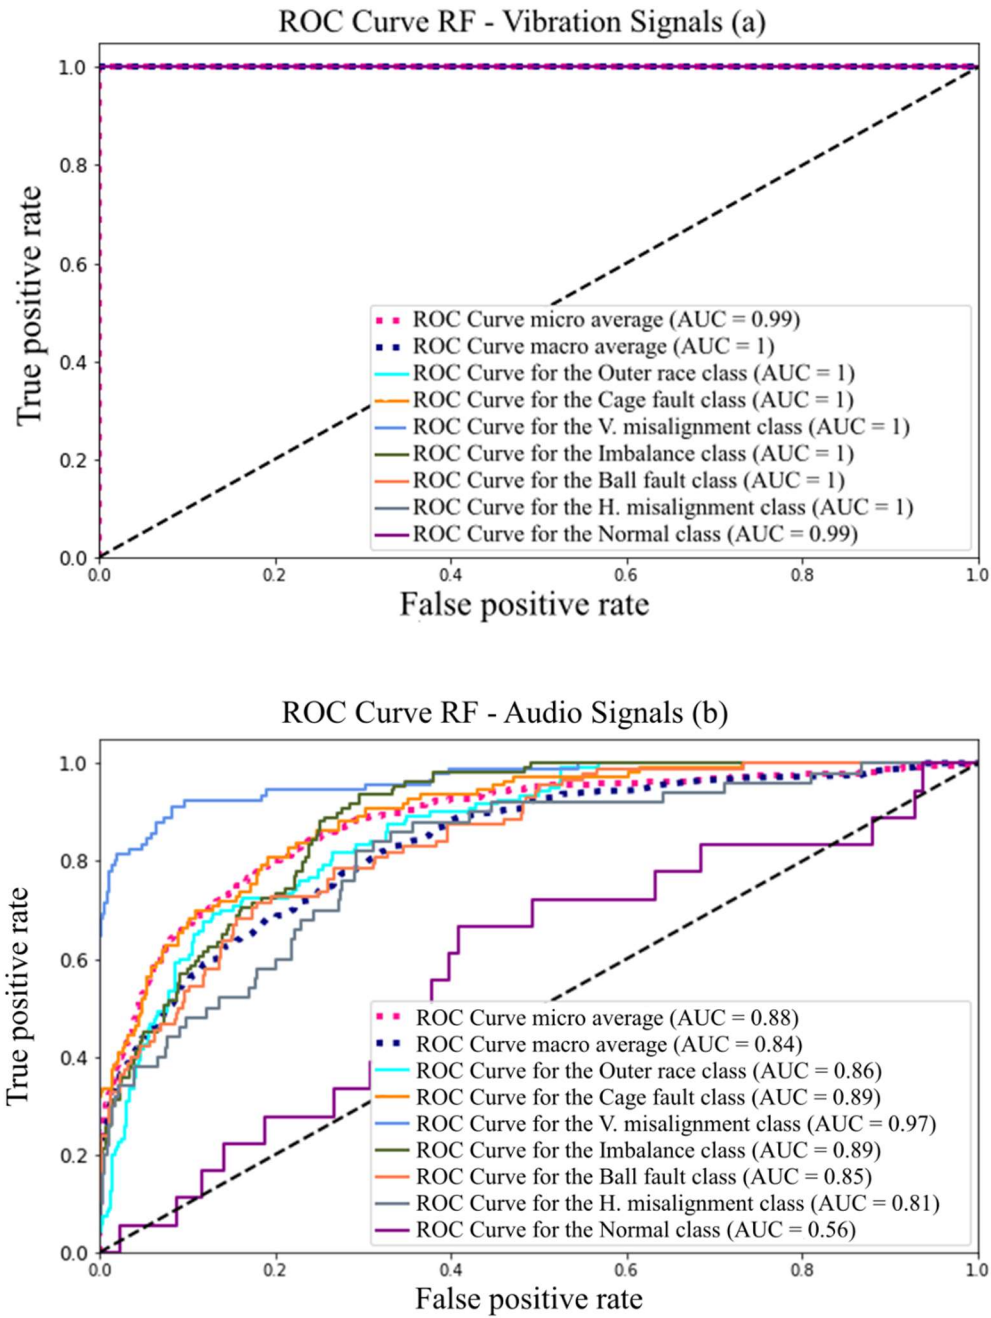 ROC Curve RF - Vibration Signals (a)
1.0
0.8
0.6
0.4
0.2
0.0
True positive rate
ROC Curve micro average (AUC = 0.99)
ROC Curve macro average (AUC = 1)
ROC Curve for the Outer race class (AUC = 1)
ROC Curve for the Cage fault class (AUC = 1)
ROC Curve for the V. misalignment class (AUC = 1)
ROC Curve for the Imbalance class (AUC = 1)
ROC Curve for the Ball fault class (AUC = 1)
ROC Curve for the H. misalignment class (AUC = 1)
ROC Curve for the Normal class (AUC = 0.99)
0.0 0.2 0.4 0.6 0.8 1.0
False positive rate
ROC Curve RF - Audio Signals (b)
1.0
0.8
0.6
0.4
0.2
0.0
True positive rate
ROC Curve micro average (AUC = 0.88)
ROC Curve macro average (AUC = 0.84)
ROC Curve for the Outer race class (AUC = 0.86)
ROC Curve for the Cage fault class (AUC = 0.89)
ROC Curve for the V. misalignment class (AUC = 0.97)
ROC Curve for the Imbalance class (AUC = 0.89)
ROC Curve for the Ball fault class (AUC = 0.85)
ROC Curve for the H. misalignment class (AUC = 0.81)
ROC Curve for the Normal class (AUC = 0.56)
0.0 0.2 0.4 0.6 0.8 1.0
False positive rate